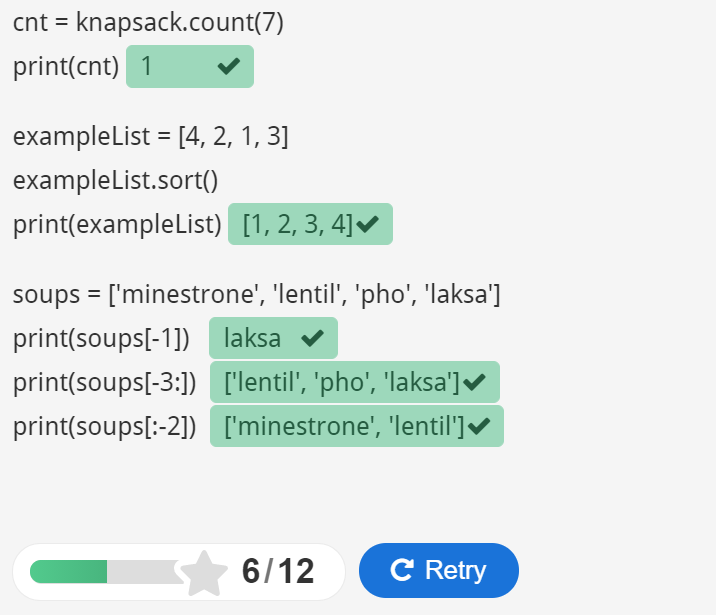 cnt = knapsack.count(7)
print(cnt) 1
exampleList = [4, 2, 1, 3]
exampleList.sort()
print(exampleList) [1, 2, 3, 4]
soups = ['minestrone', 'lentil', 'pho', 'laksa']
print(soups[-1]) laksa
print(soups[-3:]) ['lentil', 'pho', 'laksa']
print(soups[:-2]) ['minestrone', 'lentil']
6/12 Retry